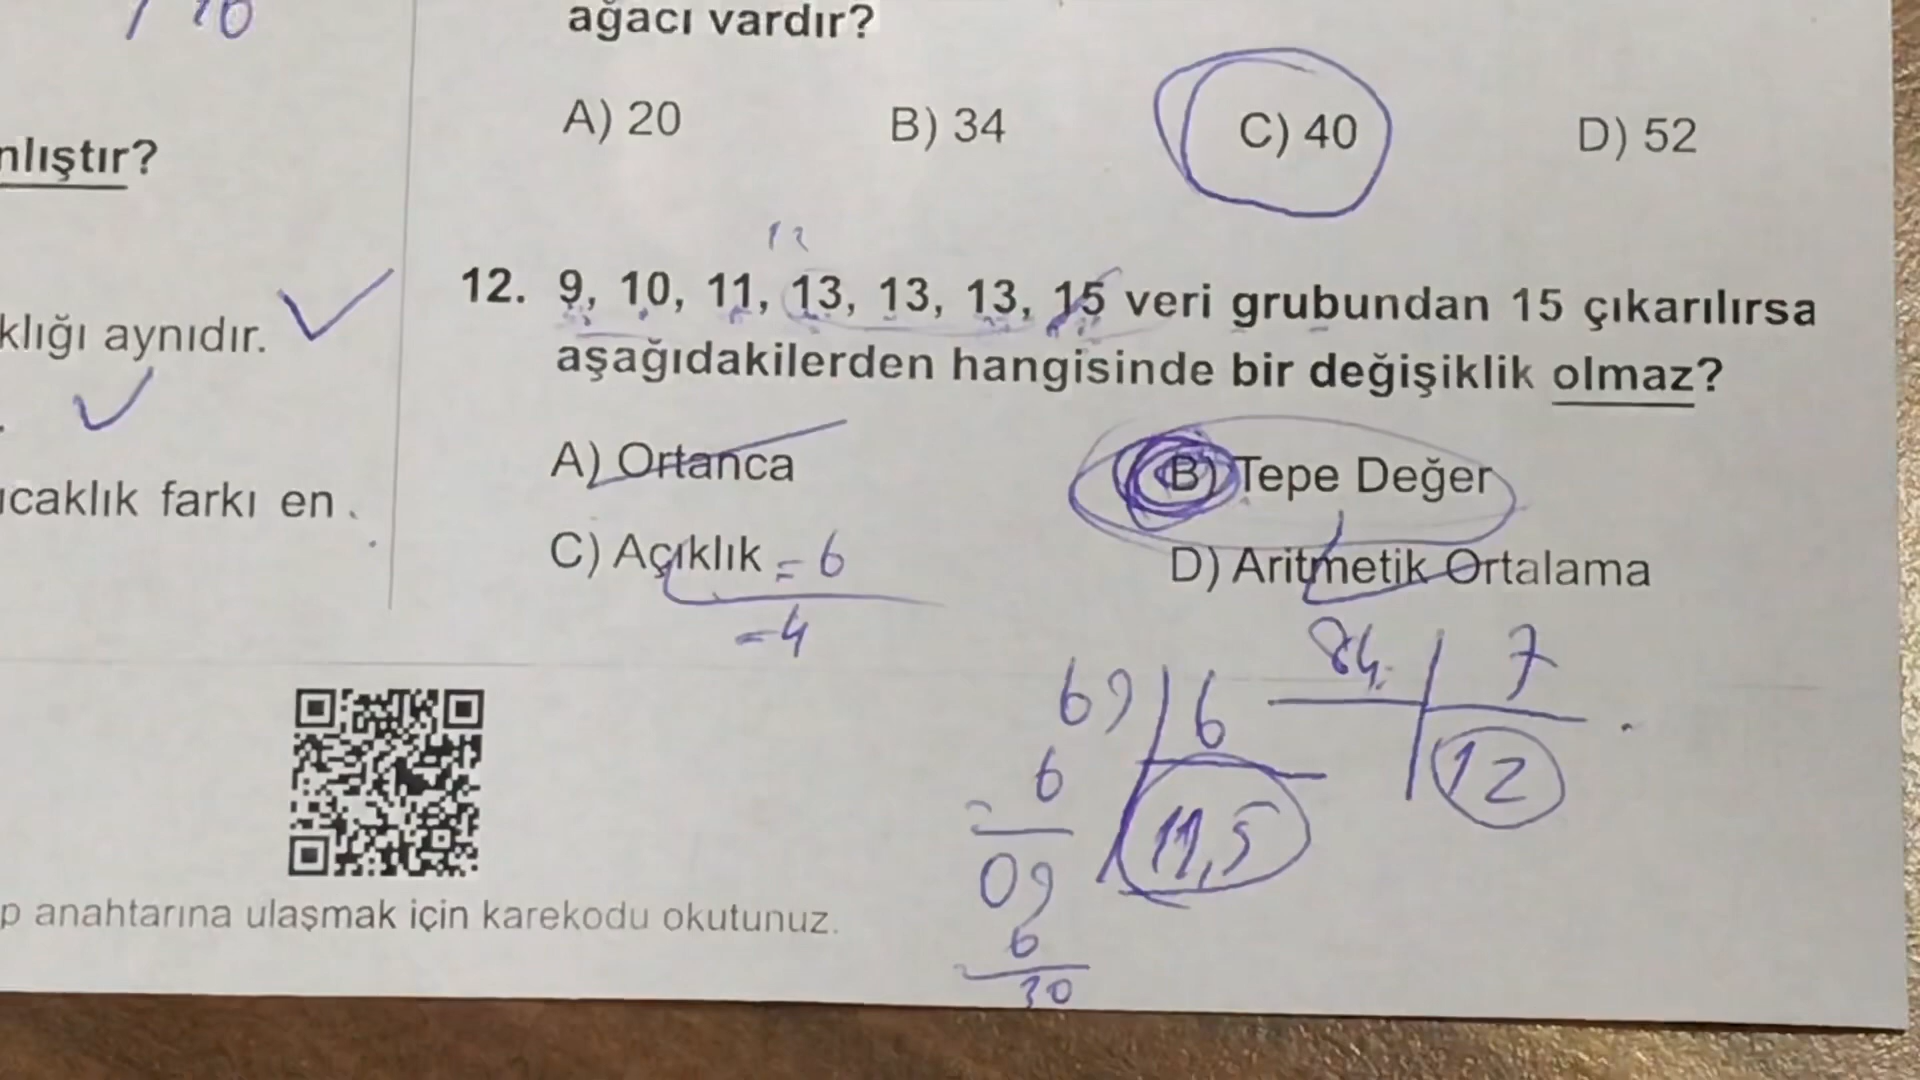 ağacı vardır?
A) 20 B) 34 C) 40 D) 52
nlıştır?
klığı aynıdır.
ıcaklık farkı en
12
12. 9, 10, 11, 13, 13, 13, 15 veri grubundan 15 çıkarılırsa
aşağıdakilerden hangisinde bir değişiklik olmaz?
A) Ortanca B) Tepe Değer
C) Açıklık = 6 D) Aritmetik Ortalama
= 4
84 7
12
69 6
6 11,5
09
6
30
p anahtarına ulaşmak için karekodu okutunuz.